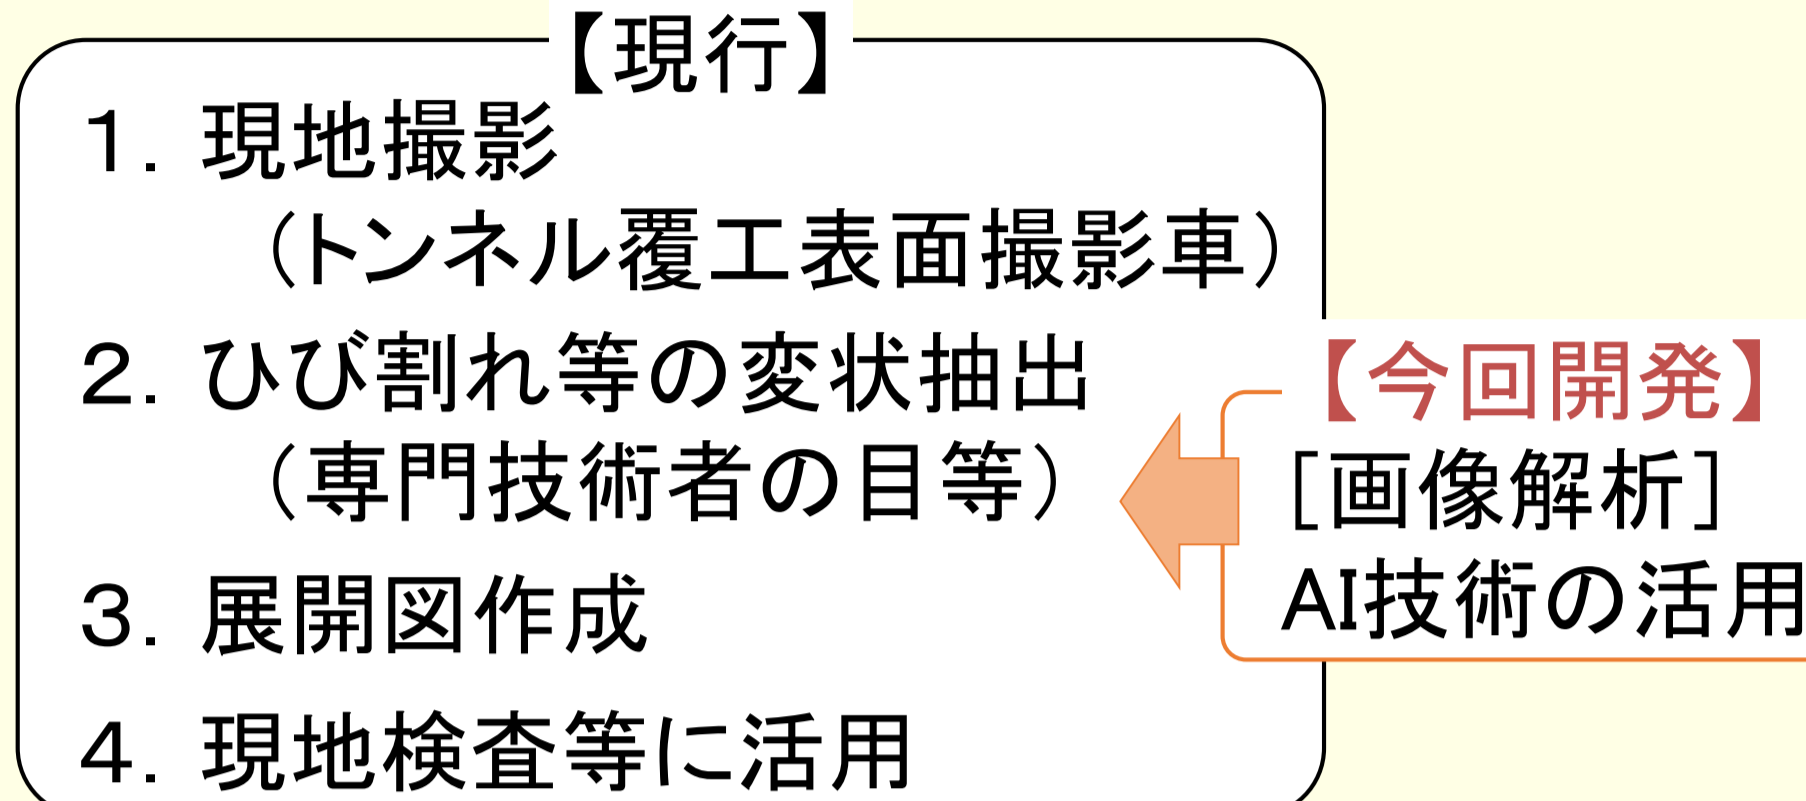 【現行】
１．現地撮影
（トンネル覆工表面撮影車）
２．ひび割れ等の変状抽出
（専門技術者の目等）
３．展開図作成
４．現地検査等に活用
【今回開発】
[画像解析]
AI技術の活用